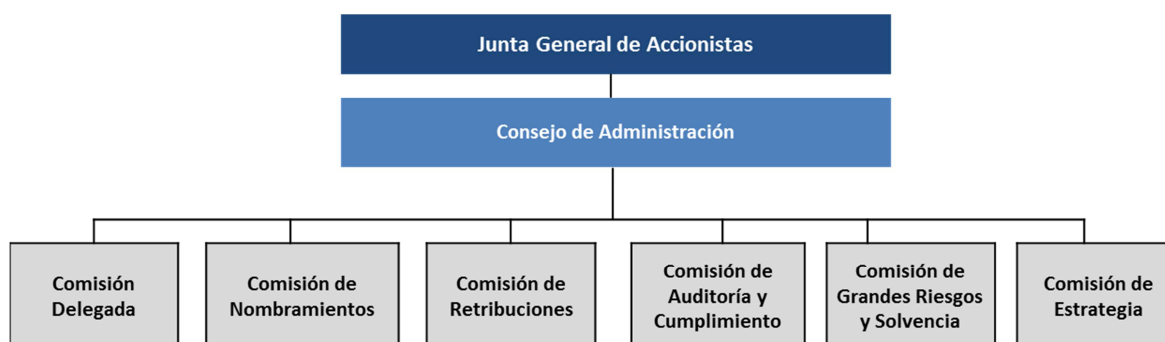 Junta General de Accionistas
Consejo de Administración
Comisión
Delegada
Comisión de
Nombramientos
Comisión de
Retribuciones
Comisión de
Auditoría y
Cumplimiento
Comisión de
Grandes Riesgos
y Solvencia
Comisión de
Estrategia